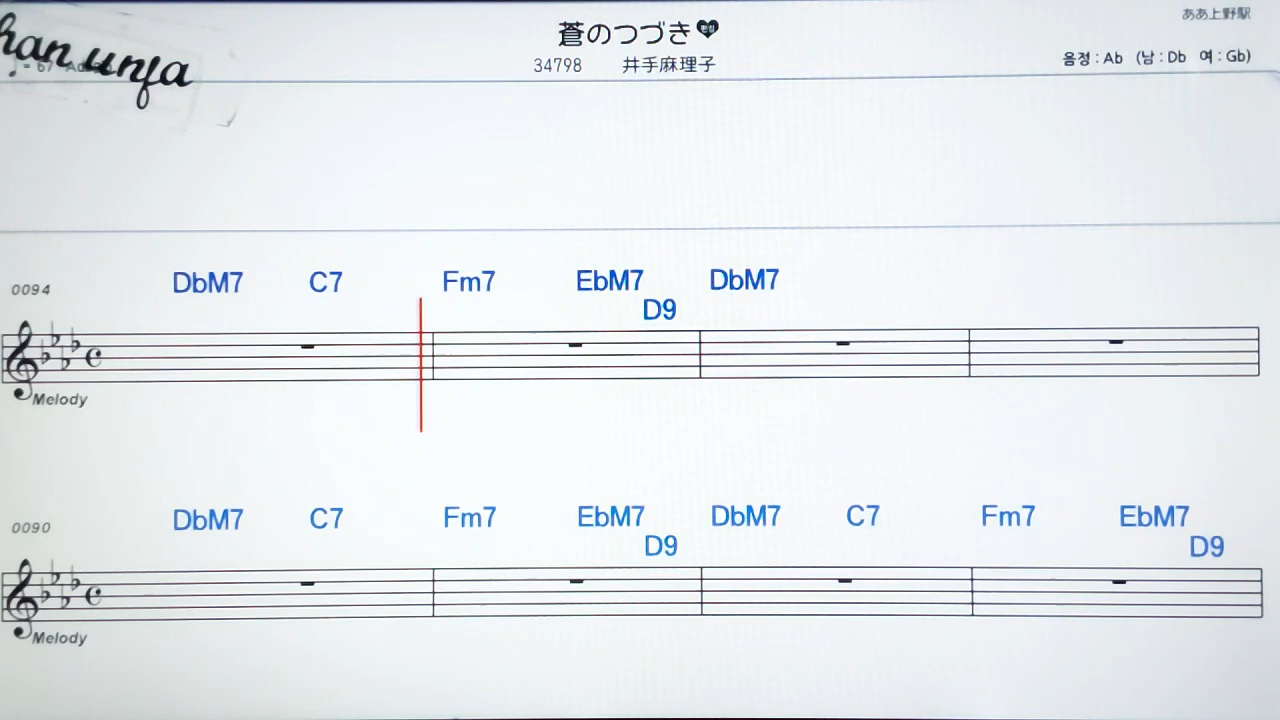 ああ上野駅
蒼のつづき
34798 井手麻理子
음정 : Ab (남 : Db 여 : Gb)
han unfa
0094 DbM7 C7 Fm7 EbM7 D9 DbM7
Melody
0090 DbM7 C7 Fm7 EbM7 D9 DbM7 C7 Fm7 EbM7 D9
Melody